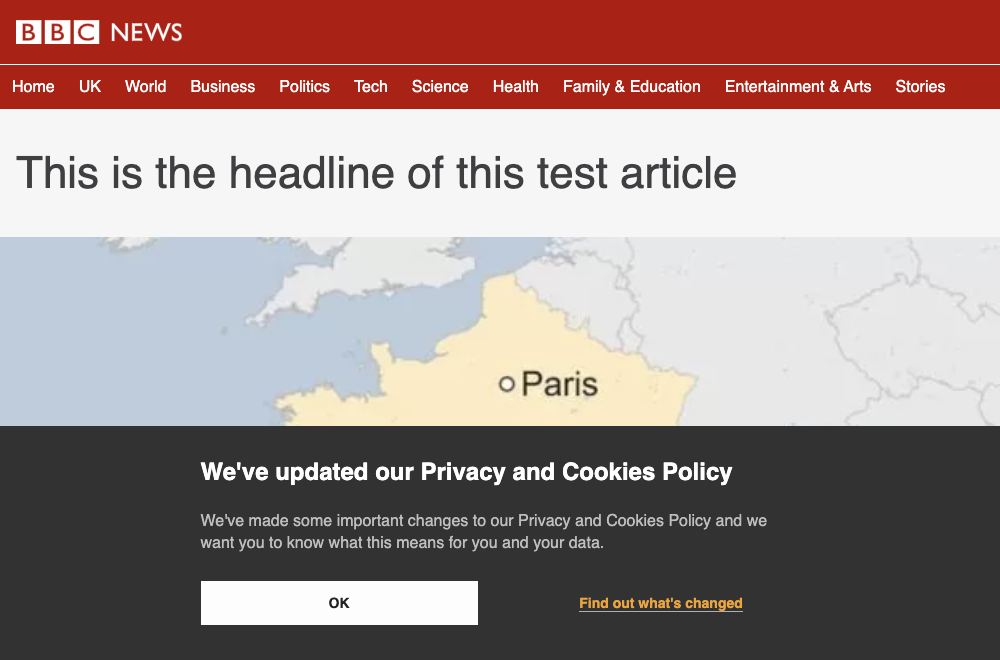 BBC NEWS
Home UK World Business Politics Tech Science Health Family & Education Entertainment & Arts Stories
This is the headline of this test article
Paris
We've updated our Privacy and Cookies Policy
We've made some important changes to our Privacy and Cookies Policy and we
want you to know what this means for you and your data.
OK Find out what's changed